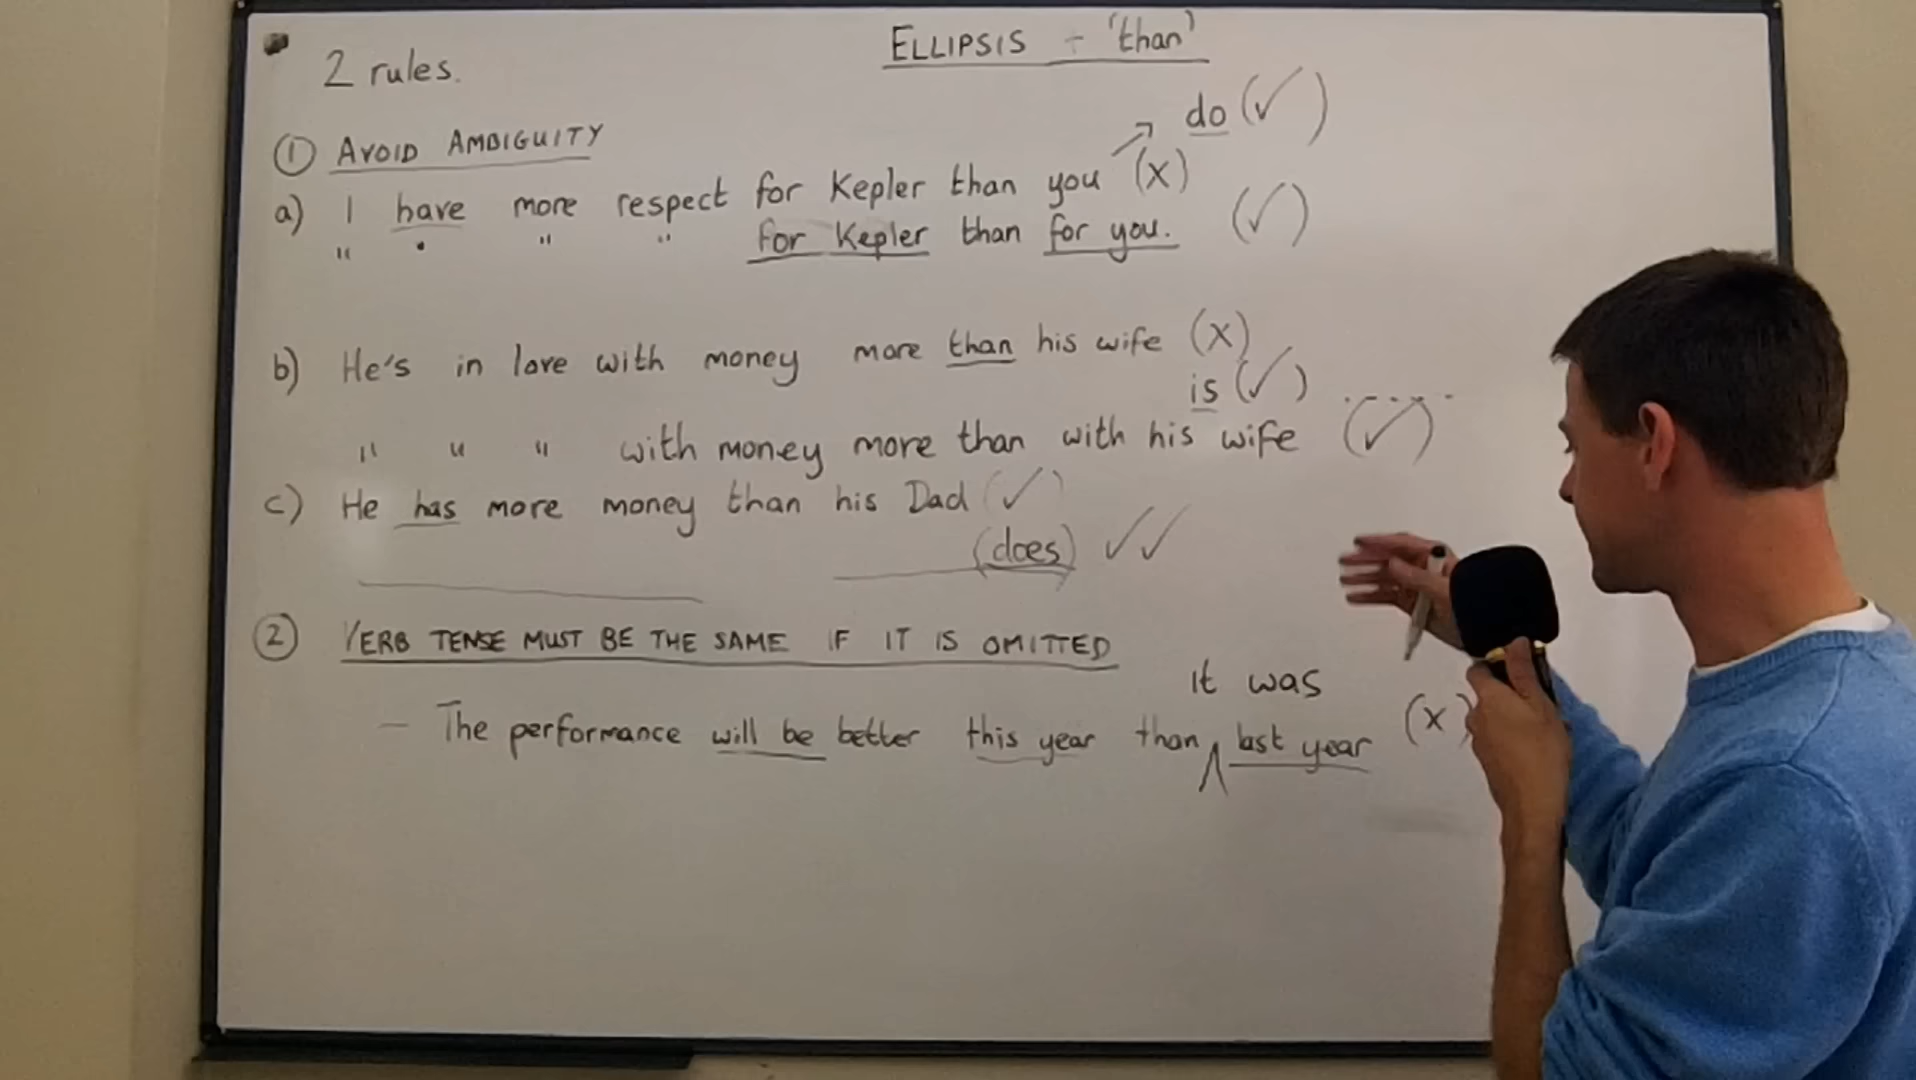 ELLIPSIS - 'than'
2 rules.
① AVOID AMBIGUITY
do (✓)
a) I have more respect for Kepler than you (x)
" " " " for Kepler than for you. (✓)
b) He's in love with money more than his wife (x)
is (✓)
" " " with money more than with his wife (✓)
c) He has more money than his Dad (✓)
(does) ✓✓
② VERB TENSE MUST BE THE SAME IF IT IS OMITTED
it was
- The performance will be better this year than ⋀ last year (x)